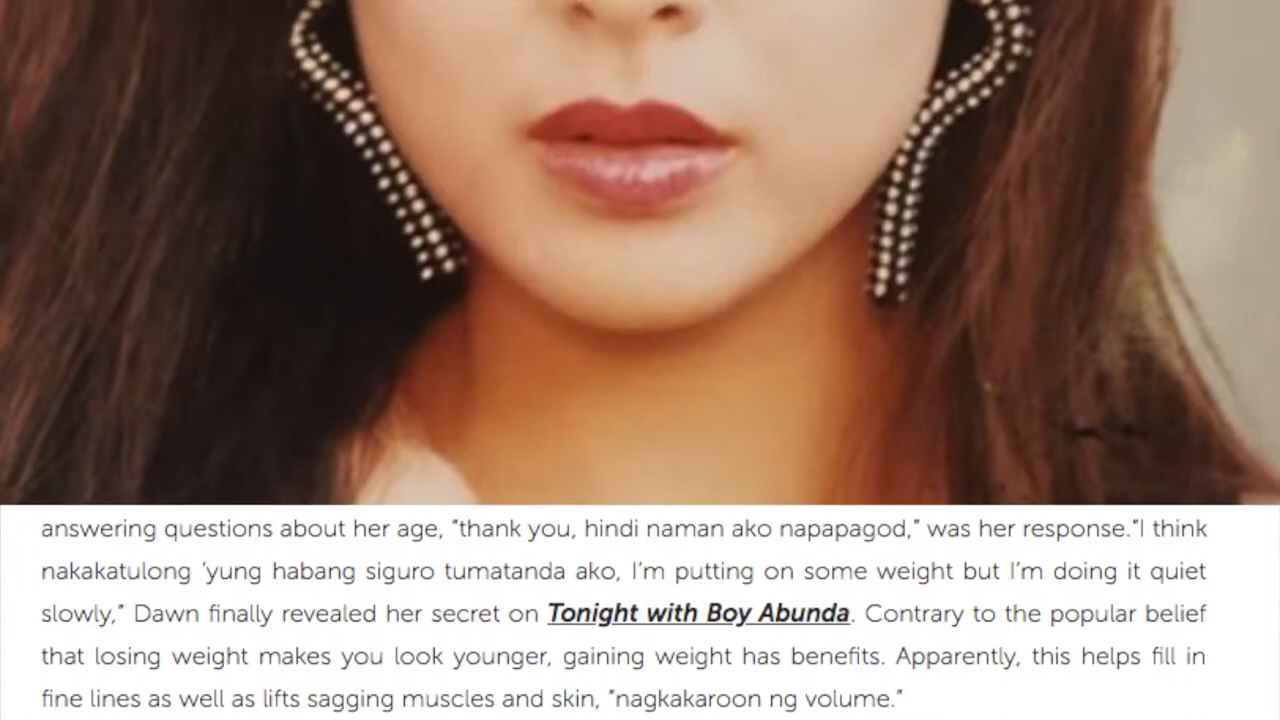 answering questions about her age, “thank you, hindi naman ako napapagod,” was her response.“I think
nakakatulong ‘yung habang siguro tumatanda ako, I’m putting on some weight but I’m doing it quiet
slowly,” Dawn finally revealed her secret on Tonight with Boy Abunda. Contrary to the popular belief
that losing weight makes you look younger, gaining weight has benefits. Apparently, this helps fill in
fine lines as well as lifts sagging muscles and skin, “nagkakaroon ng volume.”